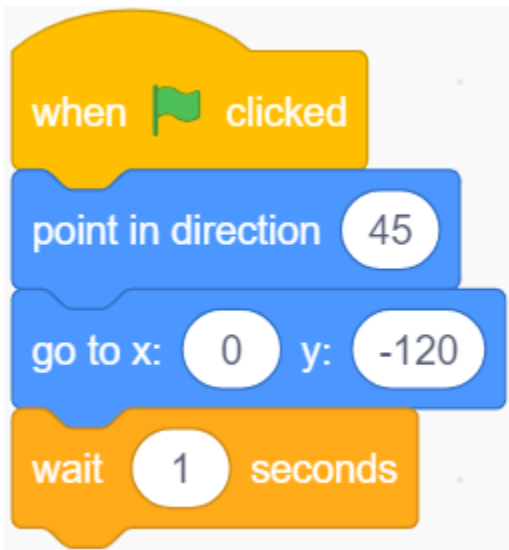 when clicked
point in direction 45
go to x: 0 y: -120
wait 1 seconds